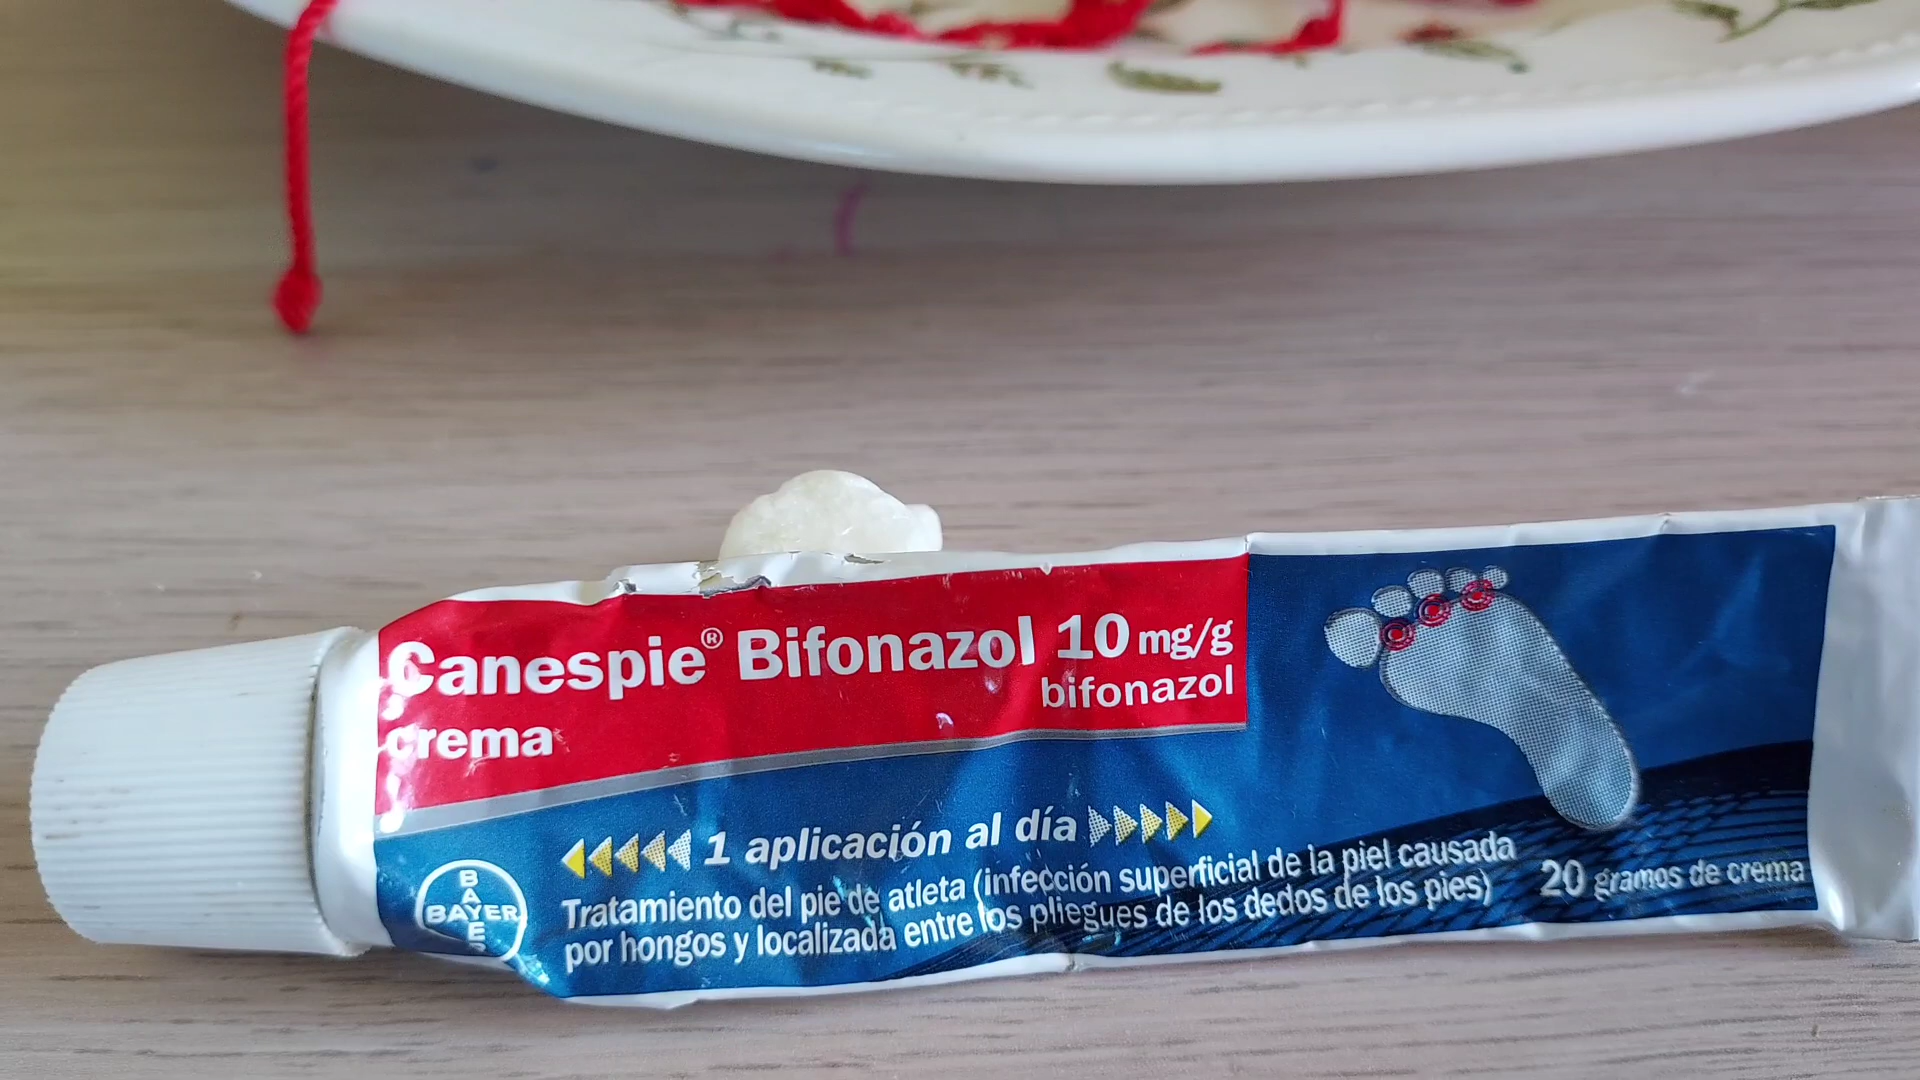 Canespie® Bifonazol 10 mg/g
bifonazol
crema
1 aplicación al día
Tratamiento del pie de atleta (infección superficial de la piel causada
por hongos y localizada entre los pliegues de los dedos de los pies)
20 gramos de crema
BAYER
BAYER